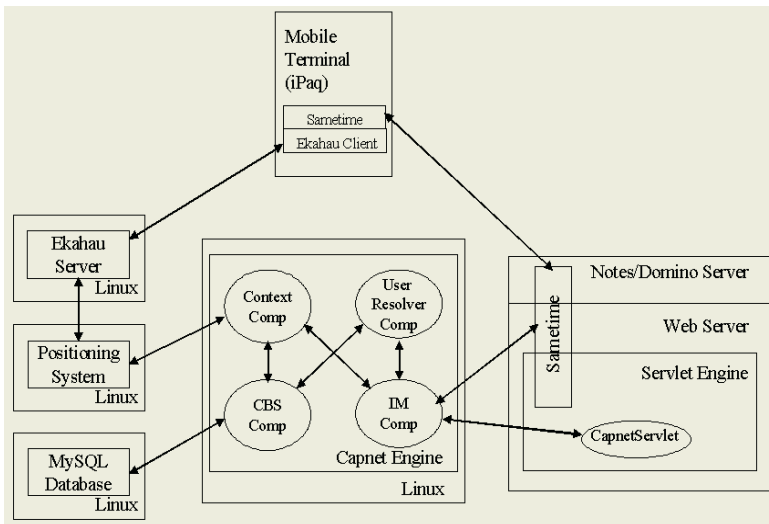 Mobile
Terminal
(iPaq)
Sametime
Ekahau Client
Ekahau
Server
Linux
Positioning
System
Linux
MySQL
Database
Linux
Context
Comp
User
Resolver
Comp
CBS
Comp
IM
Comp
Capnet Engine
Linux
Notes/Domino Server
Web Server
Sametime
Servlet Engine
CapnetServlet